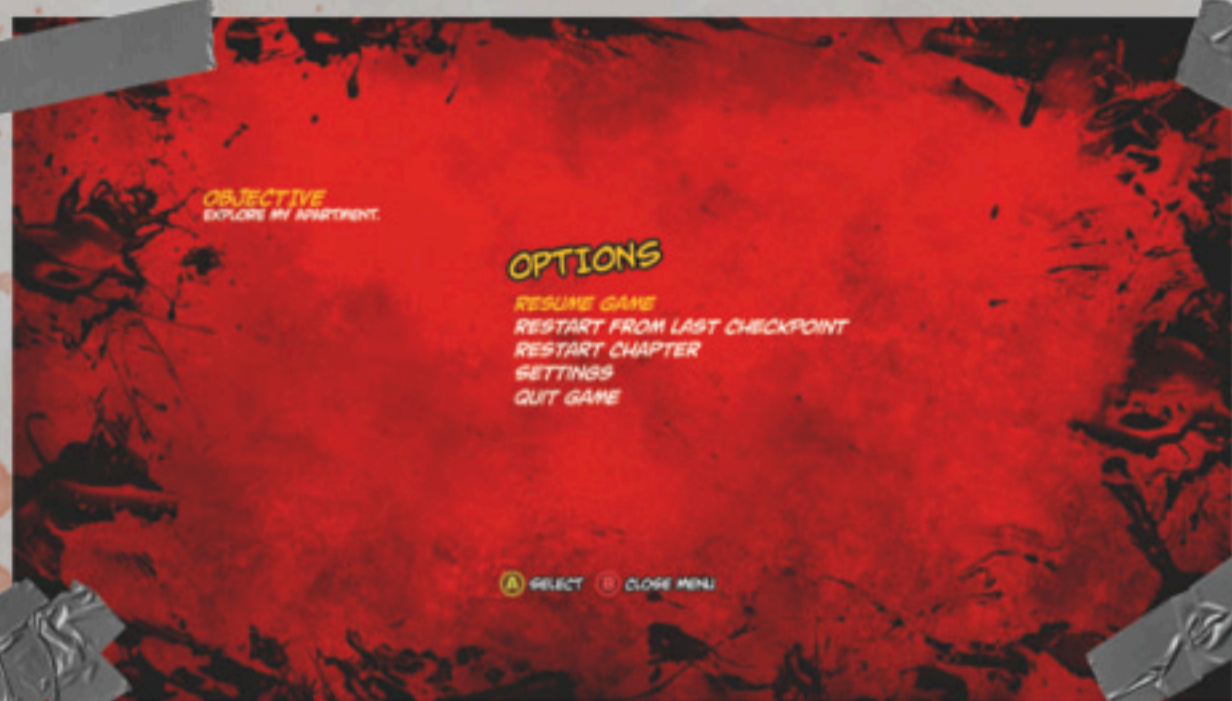 OBJECTIVE
EXPLORE MY APARTMENT.
OPTIONS
RESUME GAME
RESTART FROM LAST CHECKPOINT
RESTART CHAPTER
SETTINGS
QUIT GAME
A SELECT B CLOSE MENU